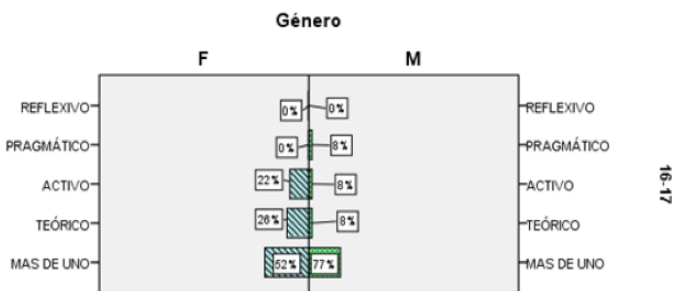 Género
F M
REFLEXIVO 0% 0% REFLEXIVO
PRAGMÁTICO 0% 8% PRAGMÁTICO
ACTIVO 22% 8% ACTIVO
TEÓRICO 26% 8% TEÓRICO
MAS DE UNO 52% 77% MAS DE UNO
16-17